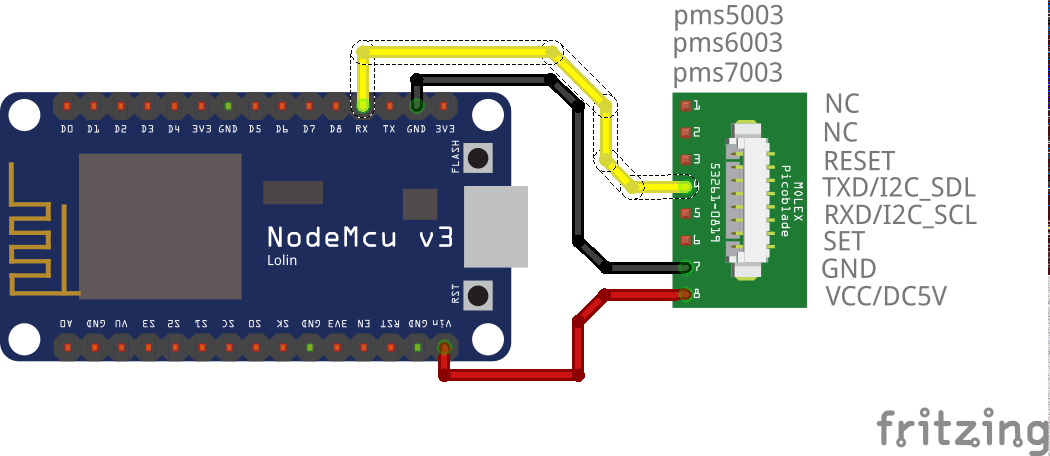 pms5003
pms6003
pms7003
D0 D1 D2 D3 D4 3V3 GND D5 D6 D7 D8 RX TX GND 3V3
FLASH
NodeMcu v3
Lolin
RST
A0 GND VU S3 S2 S1 SC S0 SK GND 3V3 EN RST GND Vin
1 NC
2 NC
3 RESET
4 TXD/I2C_SDL
5 RXD/I2C_SCL
6 SET
7 GND
8 VCC/DC5V
MOLEX
Picoblade
53261-0819
fritzing